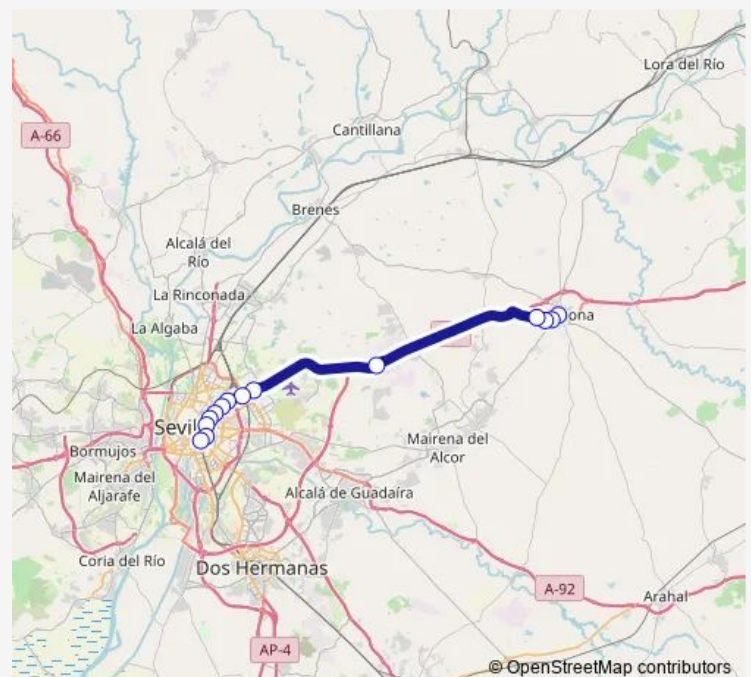 Lora del Río
A-66
Cantillana
Brenes
Alcalá del
Río
La Rinconada
ona
La Algaba
Sevil
Mairena del
Alcor
Bormujos
Mairena del
Aljarafe
Alcalá de Guadaíra
Coria del Río
Dos Hermanas
A-92
Arahal
AP-4
© OpenStreetMap contributors